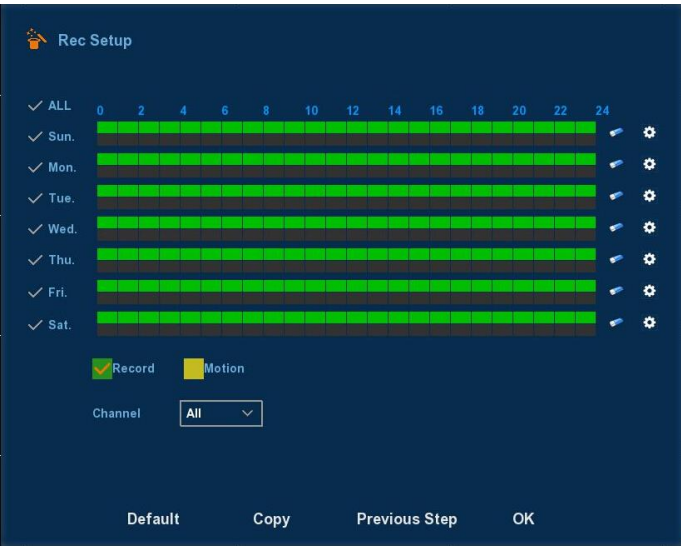 Rec Setup
ALL 0 2 4 6 8 10 12 14 16 18 20 22 24
Sun.
Mon.
Tue.
Wed.
Thu.
Fri.
Sat.
Record Motion
Channel All
Default Copy Previous Step OK